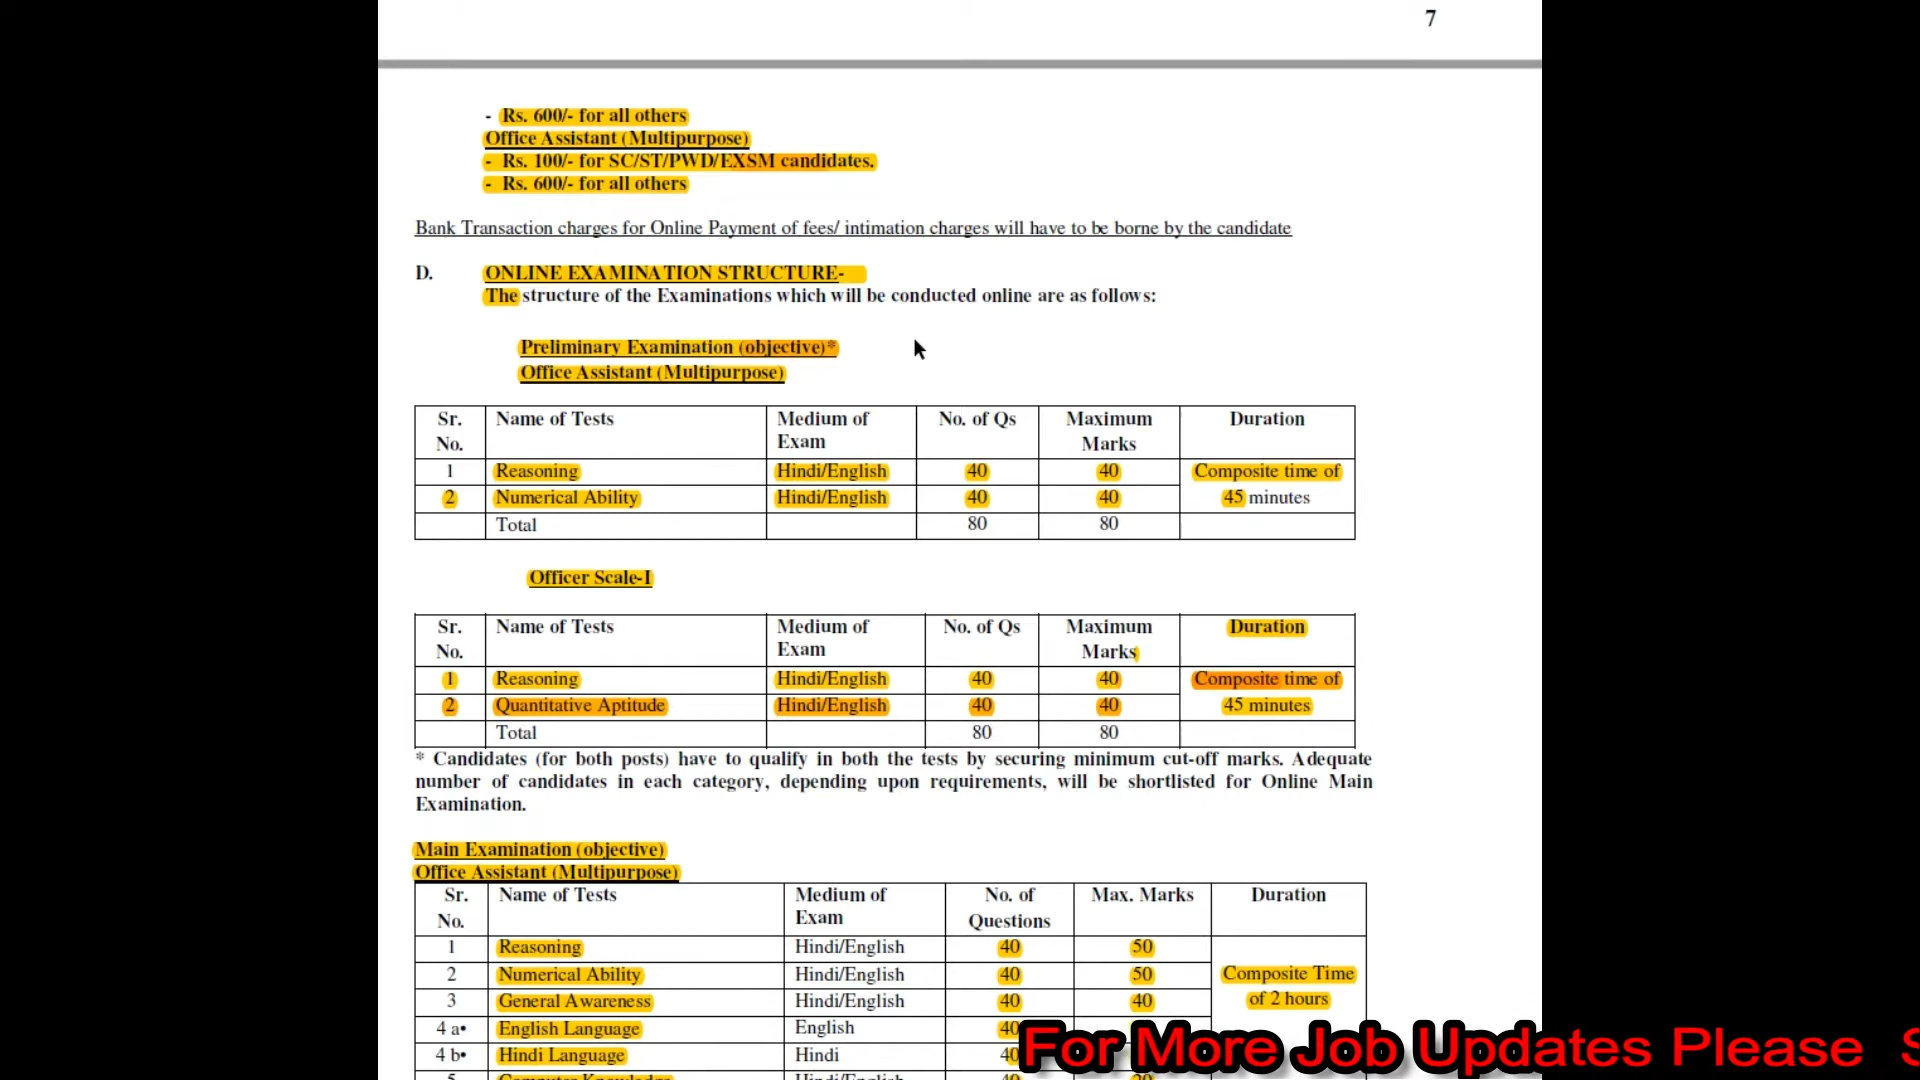 7
- Rs. 600/- for all others
Office Assistant (Multipurpose)
- Rs. 100/- for SC/ST/PWD/EXSM candidates.
- Rs. 600/- for all others
Bank Transaction charges for Online Payment of fees/ intimation charges will have to be borne by the candidate
D. ONLINE EXAMINATION STRUCTURE-
The structure of the Examinations which will be conducted online are as follows:
Preliminary Examination (objective)*
Office Assistant (Multipurpose)
Sr. No. Name of Tests Medium of Exam No. of Qs Maximum Marks Duration
1 Reasoning Hindi/English 40 40 Composite time of
2 Numerical Ability Hindi/English 40 40 45 minutes
Total 80 80
Officer Scale-I
Sr. No. Name of Tests Medium of Exam No. of Qs Maximum Marks Duration
1 Reasoning Hindi/English 40 40 Composite time of
2 Quantitative Aptitude Hindi/English 40 40 45 minutes
Total 80 80
* Candidates (for both posts) have to qualify in both the tests by securing minimum cut-off marks. Adequate
number of candidates in each category, depending upon requirements, will be shortlisted for Online Main
Examination.
Main Examination (objective)
Office Assistant (Multipurpose)
Sr. No. Name of Tests Medium of Exam No. of Questions Max. Marks Duration
1 Reasoning Hindi/English 40 50
2 Numerical Ability Hindi/English 40 50 Composite Time
3 General Awareness Hindi/English 40 40 of 2 hours
4 a• English Language English 40
4 b• Hindi Language Hindi 40
For More Job Updates Please S